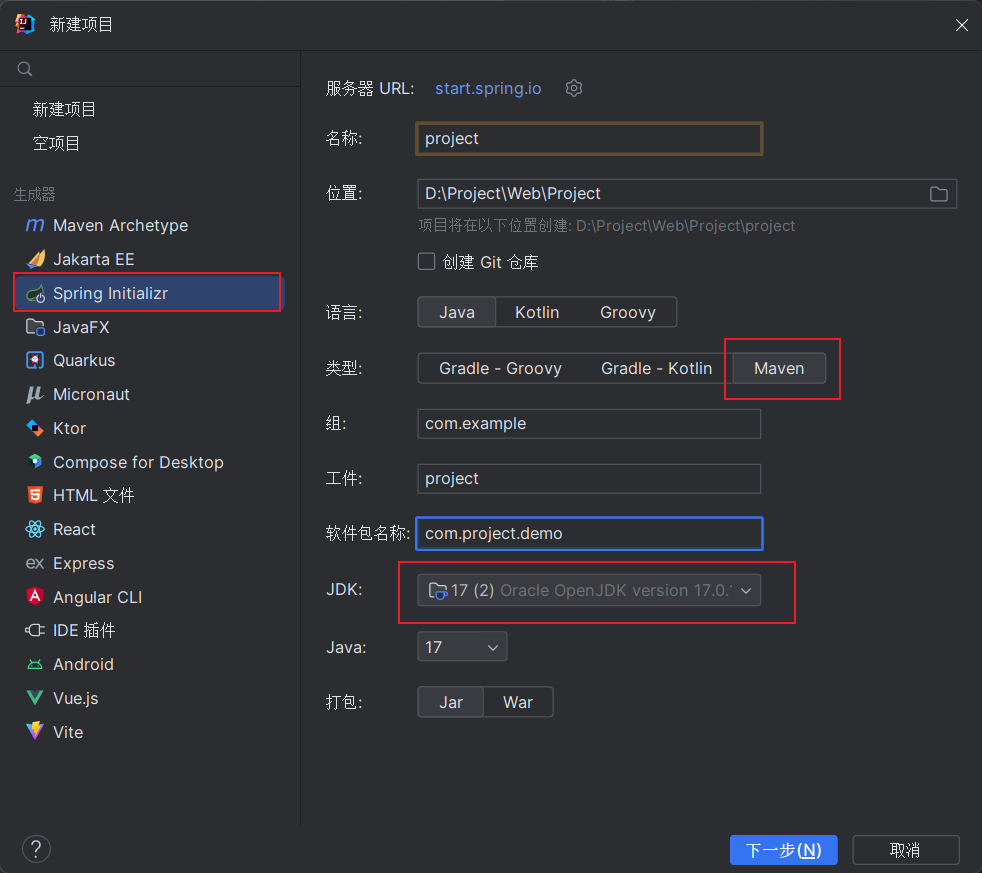 新建项目
新建项目
空项目
生成器
Maven Archetype
Jakarta EE
Spring Initializr
JavaFX
Quarkus
Micronaut
Ktor
Compose for Desktop
HTML 文件
React
Express
Angular CLI
IDE 插件
Android
Vue.js
Vite
服务器 URL: start.spring.io
名称: project
位置: D:\Project\Web\Project
项目将在以下位置创建: D:\Project\Web\Project\project
创建 Git 仓库
语言: Java Kotlin Groovy
类型: Gradle - Groovy Gradle - Kotlin Maven
组: com.example
工件: project
软件包名称: com.project.demo
JDK: 17 (2) Oracle OpenJDK version 17.0.
Java: 17
打包: Jar War
? 下一步(N) 取消